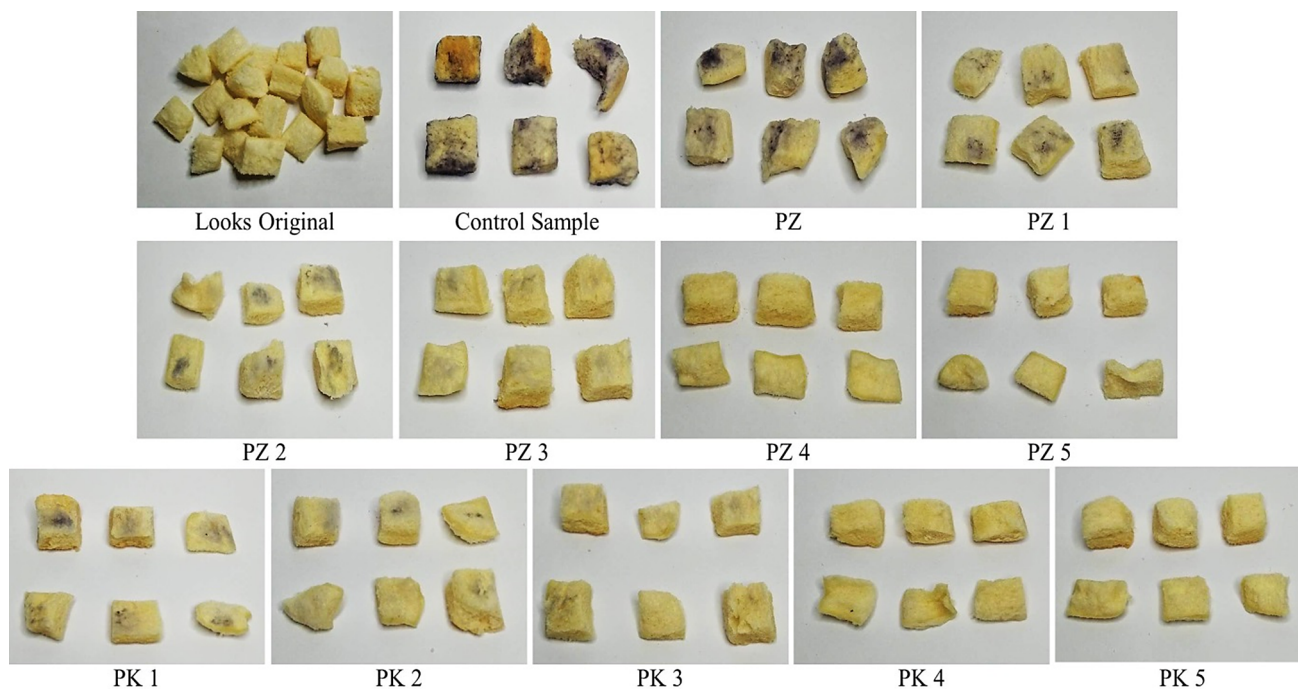 Looks Original
Control Sample
PZ
PZ 1
PZ 2
PZ 3
PZ 4
PZ 5
PK 1
PK 2
PK 3
PK 4
PK 5